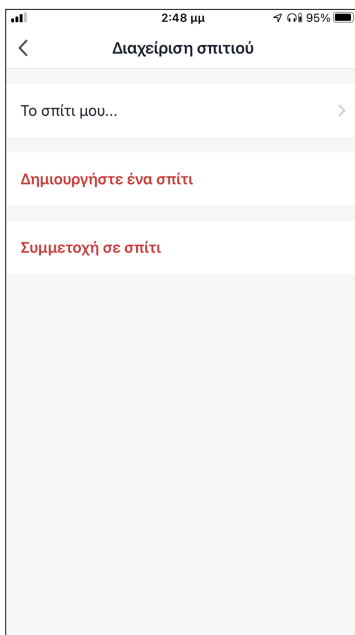 2:48 μμ 95%
Διαχείριση σπιτιού
Το σπίτι μου...
Δημιουργήστε ένα σπίτι
Συμμετοχή σε σπίτι